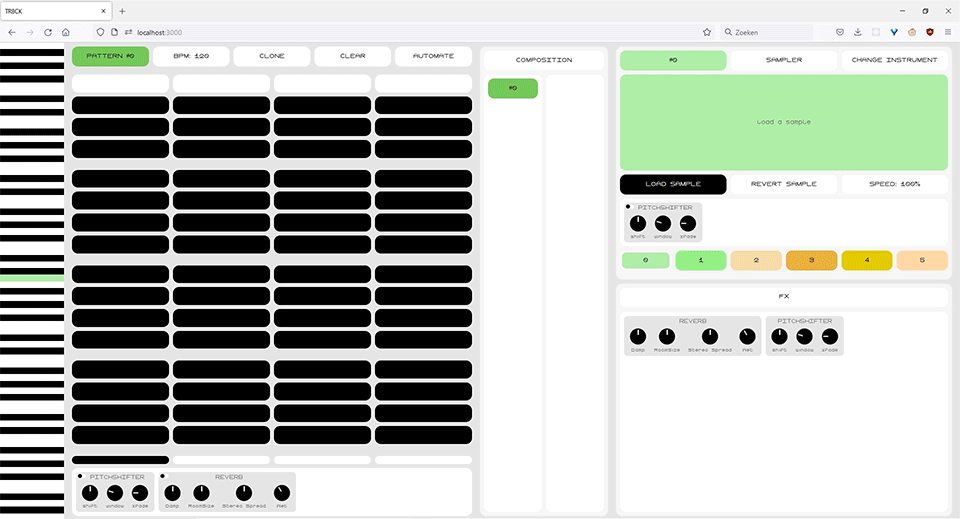 TR8CK
localhost:3000
Zoeken
PATTERN #0
BPM: 120
CLONE
CLEAR
AUTOMATE
COMPOSITION
#0
#0
SAMPLER
CHANGE INSTRUMENT
Load a sample
LOAD SAMPLE
REVERT SAMPLE
SPEED: 100%
PITCHSHIFTER
shift window xfade
0 1 2 3 4 5
FX
REVERB
Damp RoomSize Stereo Spread Wet
PITCHSHIFTER
shift window xfade
PITCHSHIFTER
shift window xfade
REVERB
Damp RoomSize Stereo Spread Wet